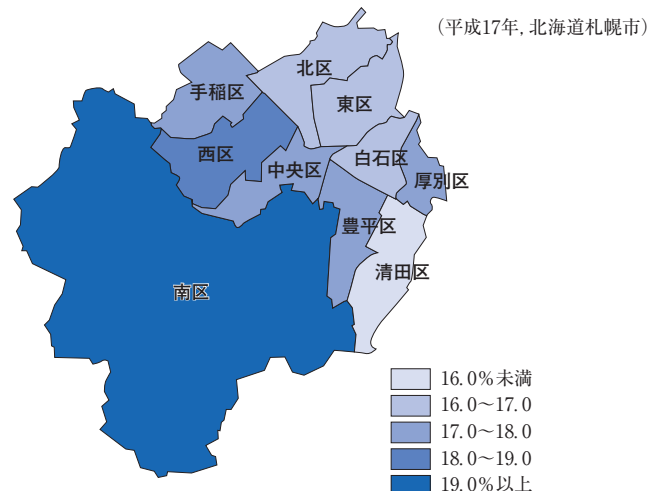 (平成17年, 北海道札幌市)
北区
手稲区
東区
白石区
西区
中央区
厚別区
豊平区
清田区
南区
16.0%未満
16.0〜17.0
17.0〜18.0
18.0〜19.0
19.0%以上